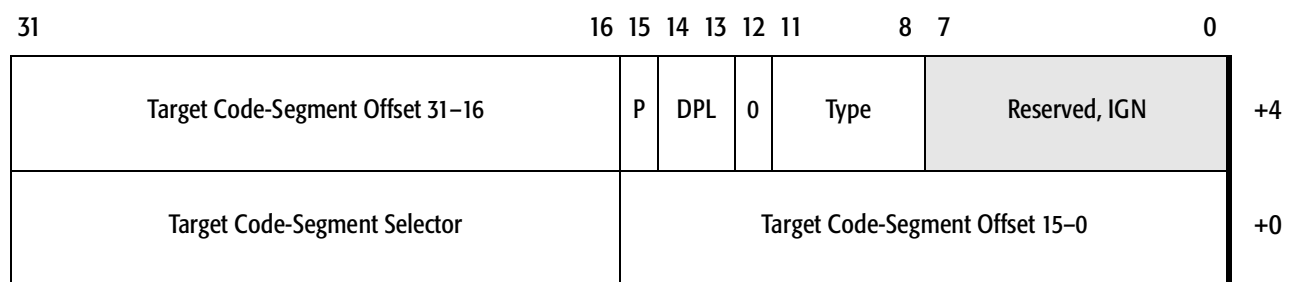 31 16 15 14 13 12 11 8 7 0
Target Code-Segment Offset 31–16 P DPL 0 Type Reserved, IGN +4
Target Code-Segment Selector Target Code-Segment Offset 15–0 +0